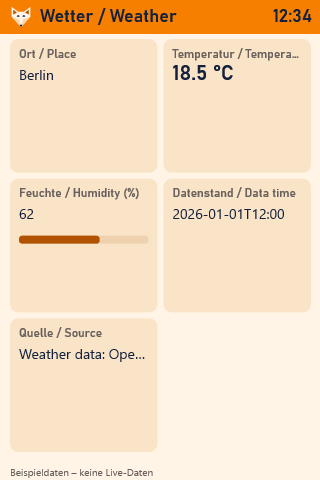 Wetter / Weather 12:34
Ort / Place
Berlin
Temperatur / Tempera...
18.5 °C
Feuchte / Humidity (%)
62
Datenstand / Data time
2026-01-01T12:00
Quelle / Source
Weather data: Ope...
Beispieldaten – keine Live-Daten